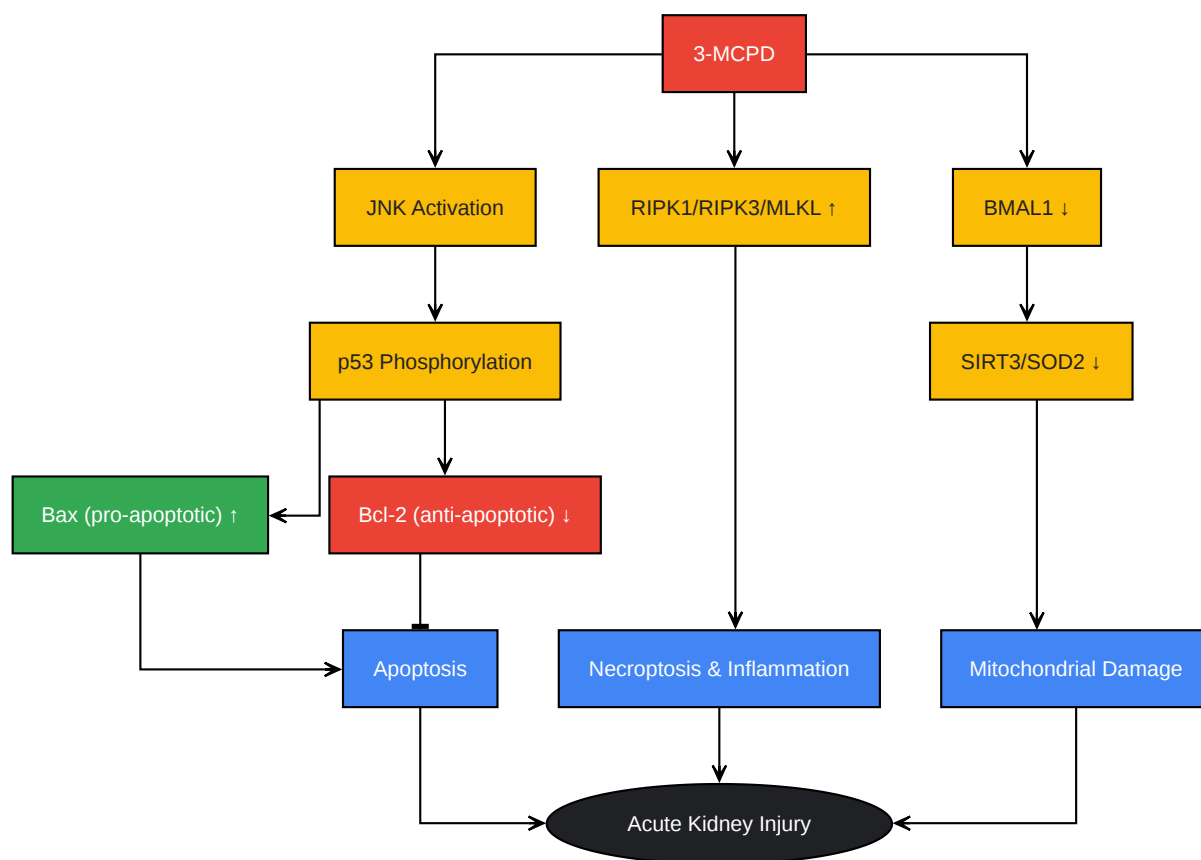 3-MCPD
JNK Activation
RIPK1/RIPK3/MLKL ↑
BMAL1 ↓
p53 Phosphorylation
SIRT3/SOD2 ↓
Bax (pro-apoptotic) ↑
Bcl-2 (anti-apoptotic) ↓
Apoptosis
Necroptosis & Inflammation
Mitochondrial Damage
Acute Kidney Injury